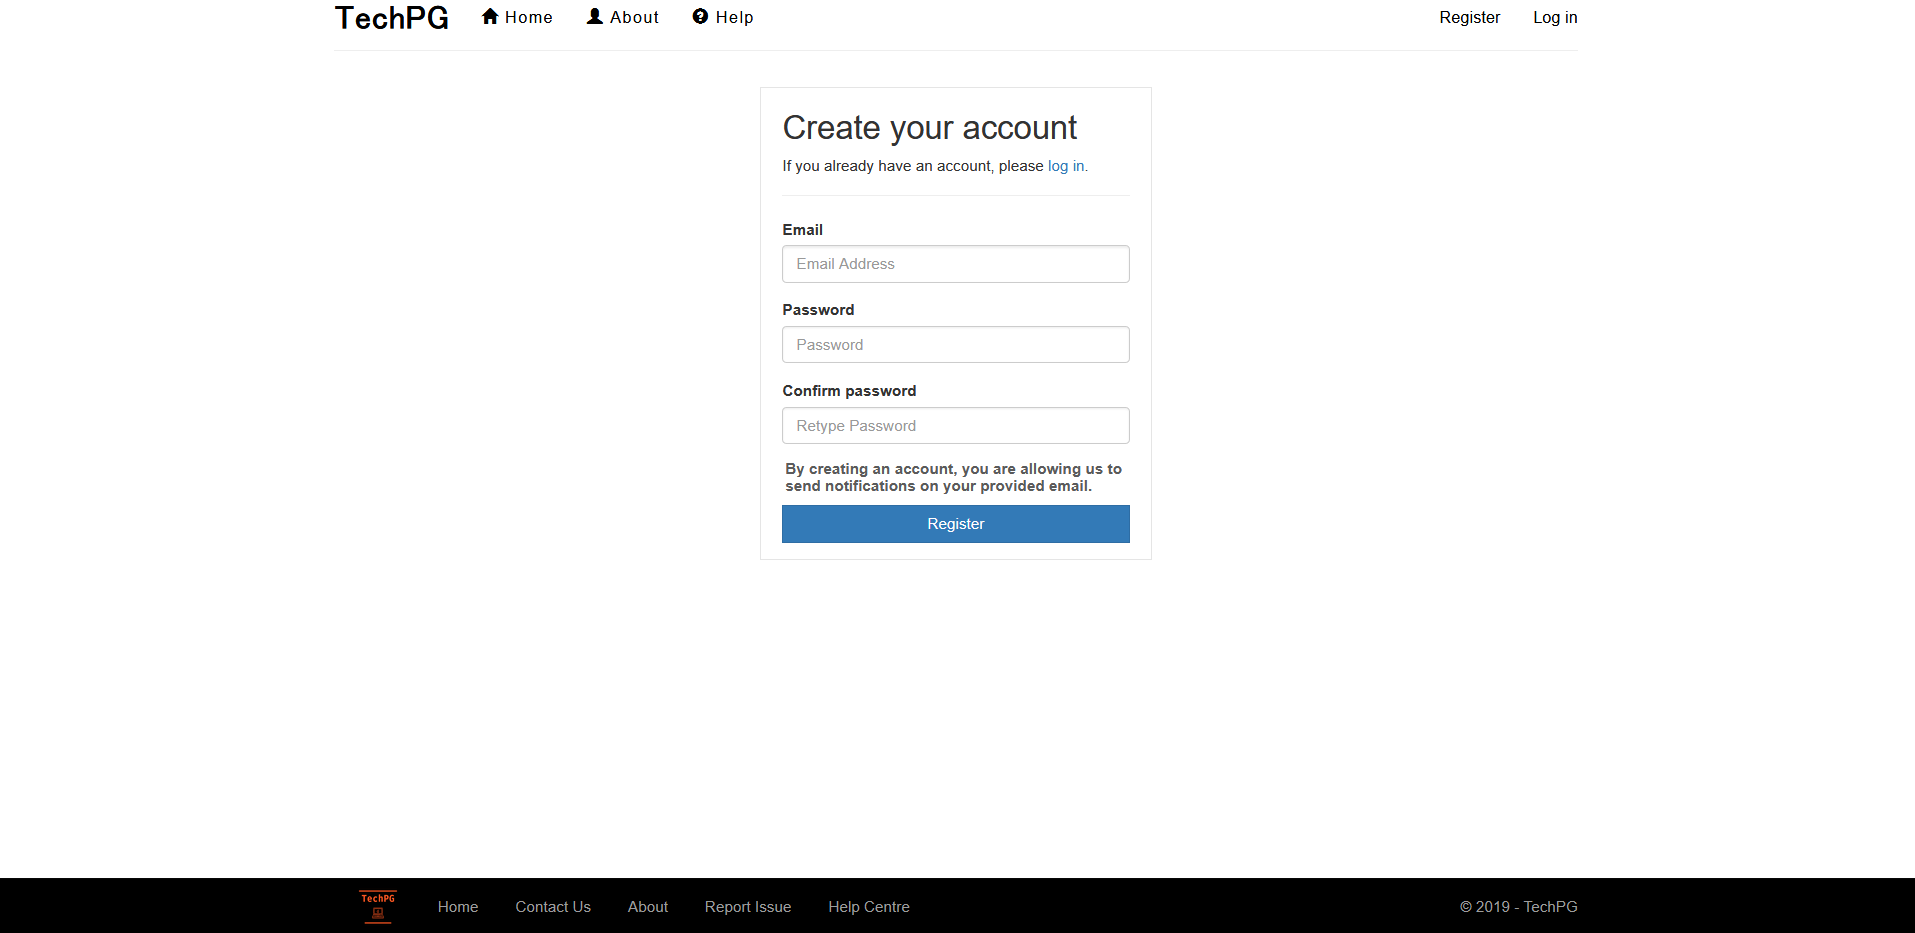 TechPG Home About Help Register Log in
Create your account
If you already have an account, please log in.
Email
Email Address
Password
Password
Confirm password
Retype Password
By creating an account, you are allowing us to
send notifications on your provided email.
Register
TechPG
Home Contact Us About Report Issue Help Centre © 2019 - TechPG